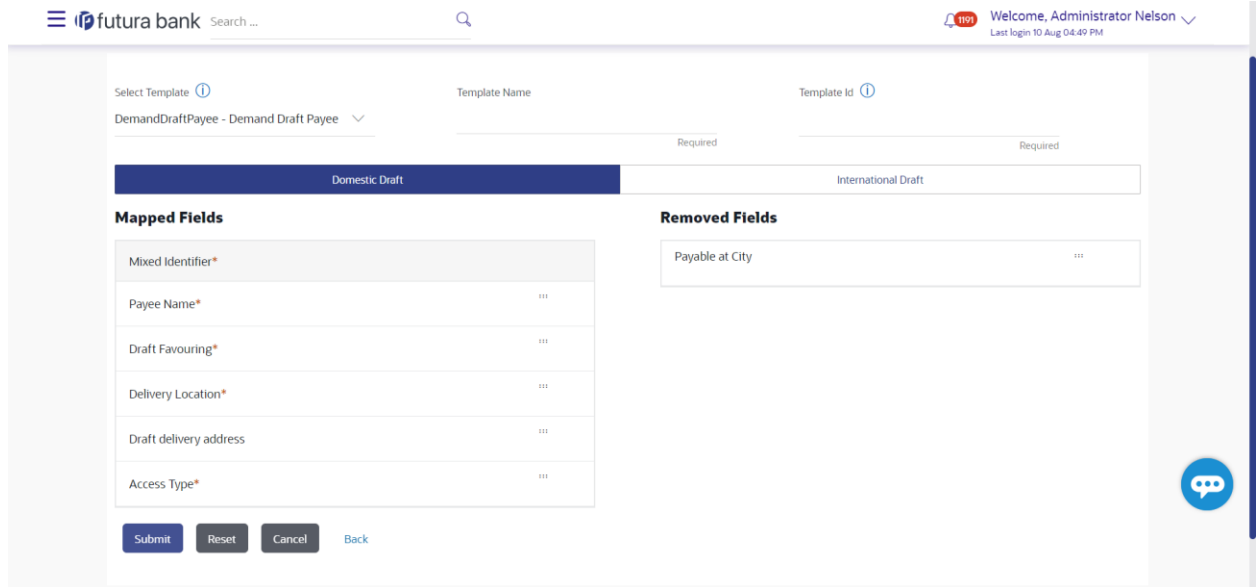 futura bank Search ... 1191 Welcome, Administrator Nelson
Last login 10 Aug 04:49 PM
Select Template Template Name Template Id
DemandDraftPayee - Demand Draft Payee
Required Required
Domestic Draft International Draft
Mapped Fields Removed Fields
Mixed Identifier* Payable at City
Payee Name*
Draft Favouring*
Delivery Location*
Draft delivery address
Access Type*
Submit Reset Cancel Back